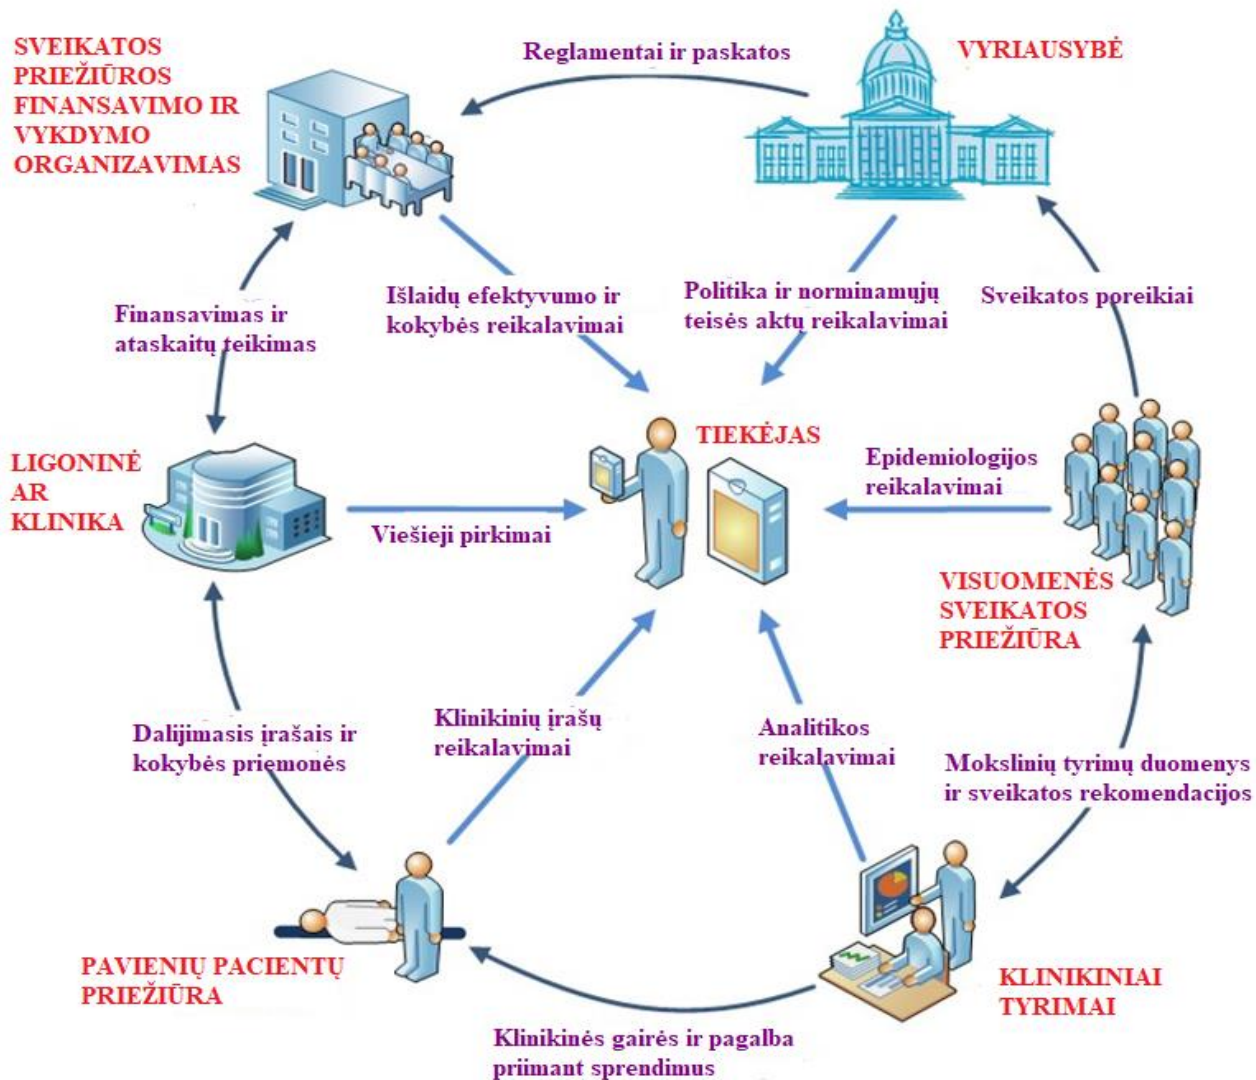 SVEIKATOS
PRIEŽIŪROS
FINANSAVIMO IR
VYKDYMO
ORGANIZAVIMAS
Reglamentai ir paskatos
VYRIAUSYBĖ
Finansavimas ir
ataskaitų teikimas
Išlaidų efektyvumo ir
kokybės reikalavimai
Politika ir norminamųjų
teisės aktų reikalavimai
Sveikatos poreikiai
LIGONINĖ
AR
KLINIKA
Viešieji pirkimai
TIEKĖJAS
Epidemiologijos
reikalavimai
VISUOMENĖS
SVEIKATOS
PRIEŽIŪRA
Dalijimasis įrašais ir
kokybės priemonės
Klinikinių įrašų
reikalavimai
Analitikos
reikalavimai
Mokslinių tyrimų duomenys
ir sveikatos rekomendacijos
PAVIENIŲ PACIENTŲ
PRIEŽIŪRA
KLINIKINIAI
TYRIMAI
Klinikinės gairės ir pagalba
priimant sprendimus